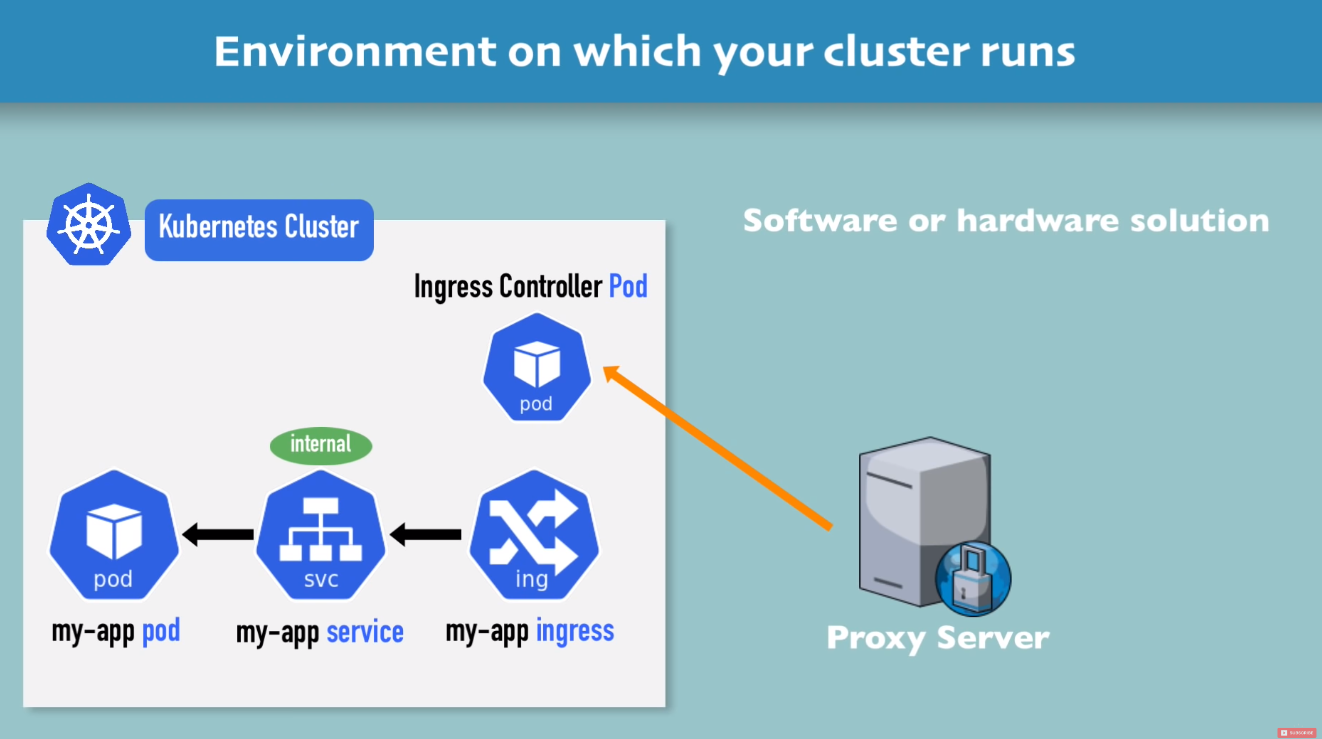 Environment on which your cluster runs
Kubernetes Cluster
Software or hardware solution
Ingress Controller Pod
pod
internal
pod
svc
ing
my-app pod
my-app service
my-app ingress
Proxy Server
SUBSCRIBE